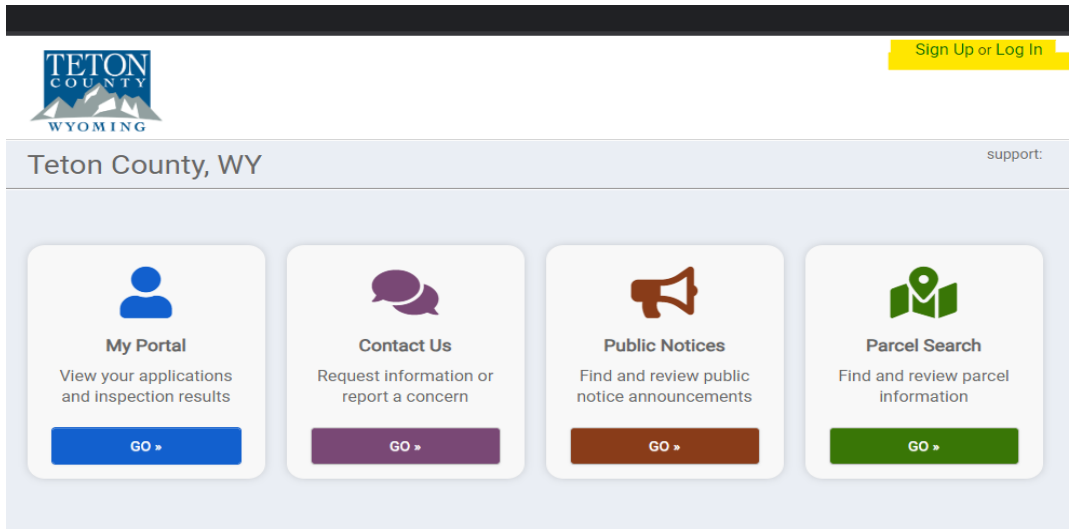 TETON
COUNTY
WYOMING
Sign Up or Log In
Teton County, WY
support:
My Portal
View your applications
and inspection results
GO »
Contact Us
Request information or
report a concern
GO »
Public Notices
Find and review public
notice announcements
GO »
Parcel Search
Find and review parcel
information
GO »